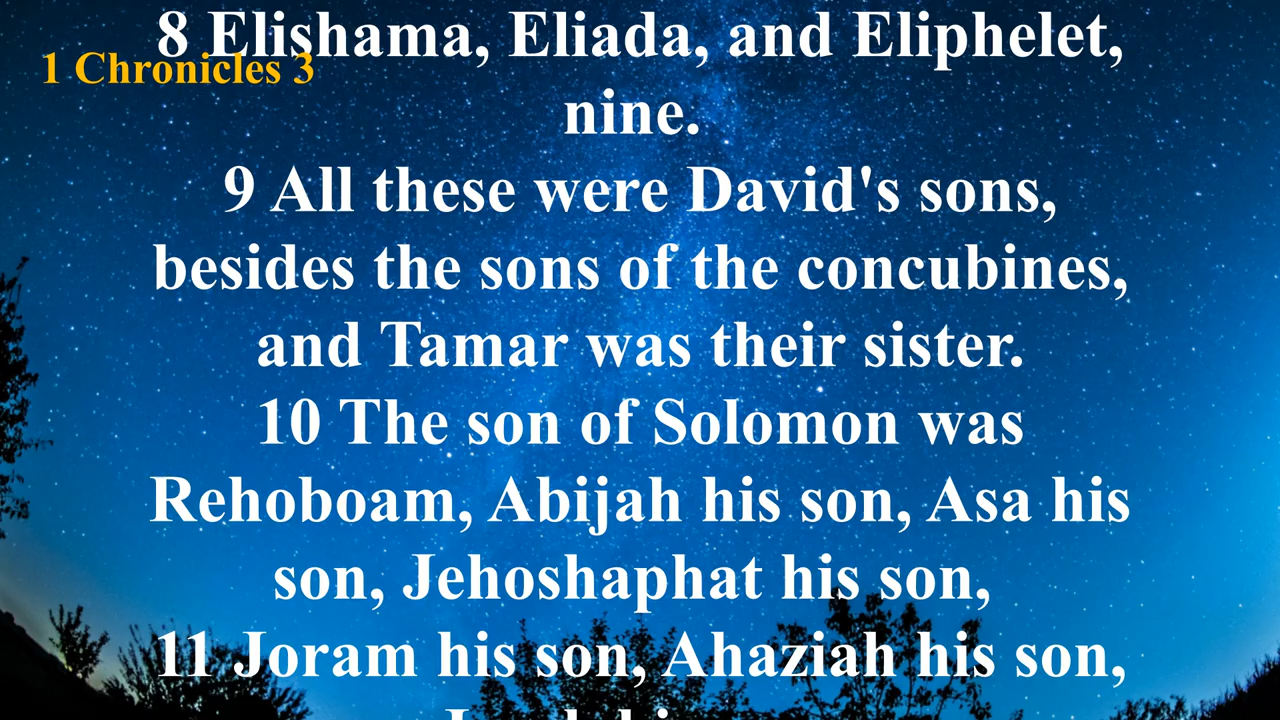 8 Elishama, Eliada, and Eliphelet,
1 Chronicles 3
nine.
9 All these were David's sons,
besides the sons of the concubines,
and Tamar was their sister.
10 The son of Solomon was
Rehoboam, Abijah his son, Asa his
son, Jehoshaphat his son,
11 Joram his son, Ahaziah his son,